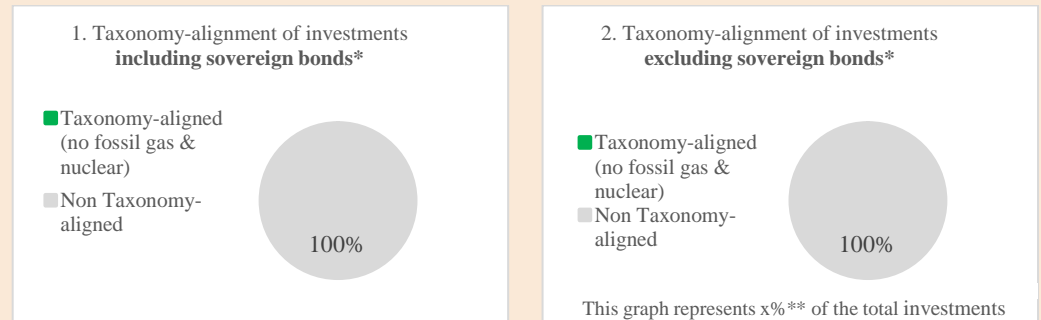 1. Taxonomy-alignment of investments
including sovereign bonds*
Taxonomy-aligned
(no fossil gas &
nuclear)
Non Taxonomy-
aligned
100%
2. Taxonomy-alignment of investments
excluding sovereign bonds*
Taxonomy-aligned
(no fossil gas &
nuclear)
Non Taxonomy-
aligned
100%
This graph represents x%** of the total investments